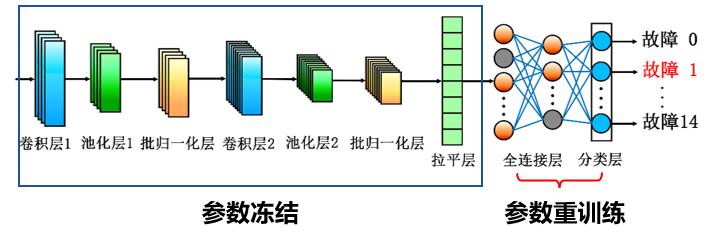 卷积层1
池化层1
批归一化层
卷积层2
池化层2
批归一化层
拉平层
全连接层
分类层
故障 0
故障 1
故障14
参数冻结
参数重训练